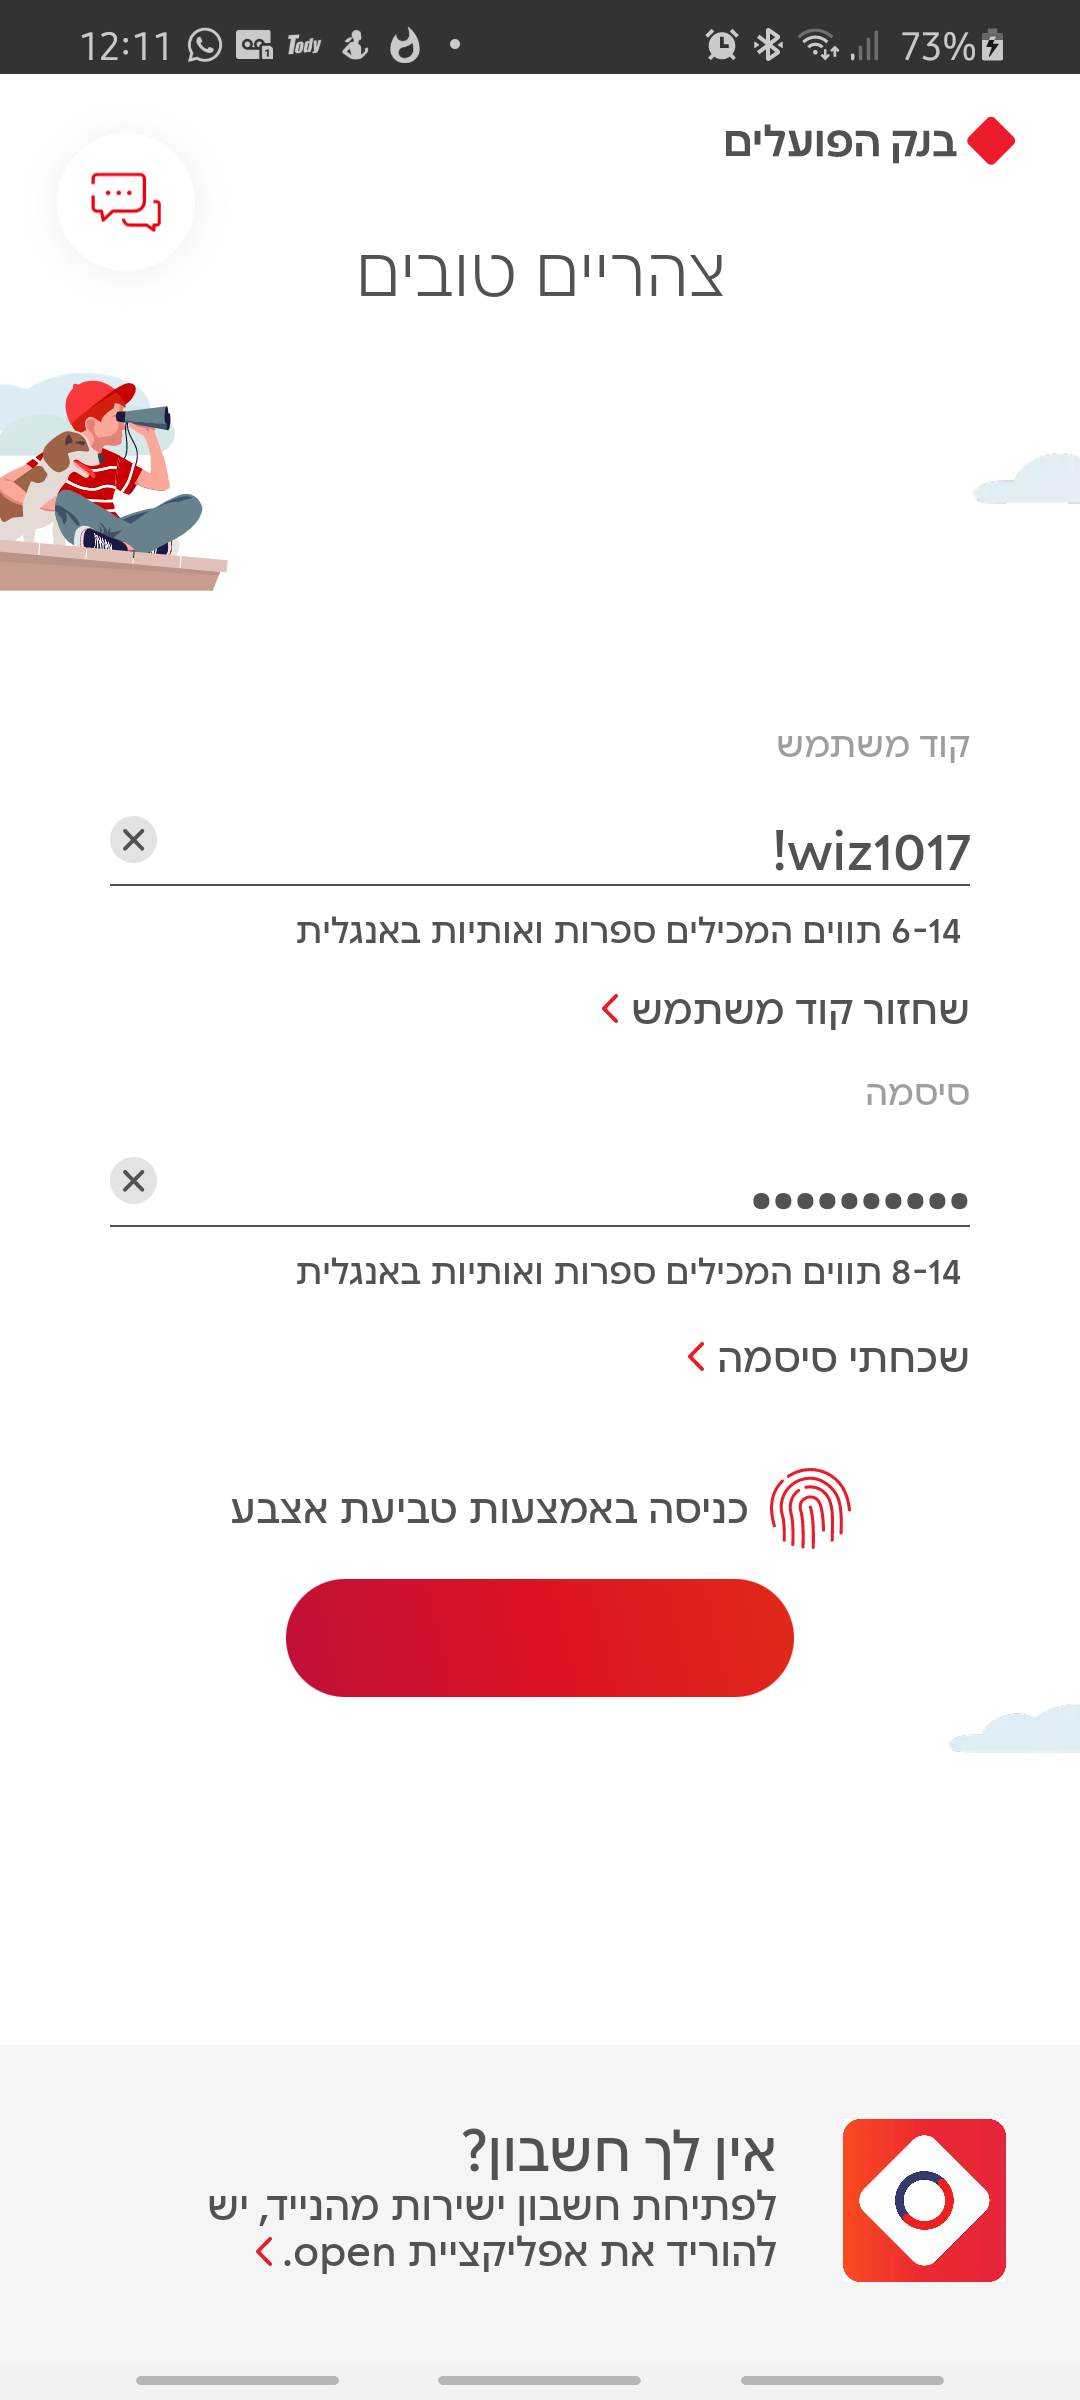 12:11 Tody 73%
בנק הפועלים
צהריים טובים
קוד משתמש
!wiz1017
6-14 תווים המכילים ספרות ואותיות באנגלית
שחזור קוד משתמש
סיסמה
••••••••••
8-14 תווים המכילים ספרות ואותיות באנגלית
שכחתי סיסמה
כניסה באמצעות טביעת אצבע
אין לך חשבון?
לפתיחת חשבון ישירות מהנייד, יש
להוריד את אפליקציית open.